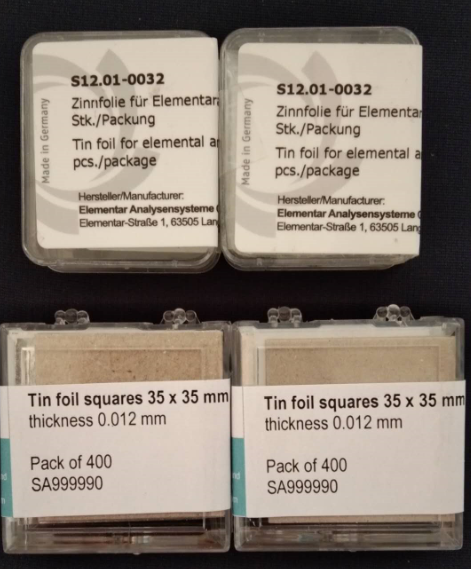 S12.01-0032
Zinnfolie für Elementar
Stk./Packung
Tin foil for elemental a
pcs./package
Hersteller/Manufacturer:
Elementar Analysensysteme
Elementar-Straße 1, 63505 Lan
Made in Germany
S12.01-0032
Zinnfolie für Elementar
Stk./Packung
Tin foil for elemental a
pcs./package
Hersteller/Manufacturer:
Elementar Analysensysteme G
Elementar-Straße 1, 63505 Lang
Made in Germany
Tin foil squares 35 x 35 mm
thickness 0.012 mm
Pack of 400
SA999990
Tin foil squares 35 x 35 mm
thickness 0.012 mm
Pack of 400
SA999990